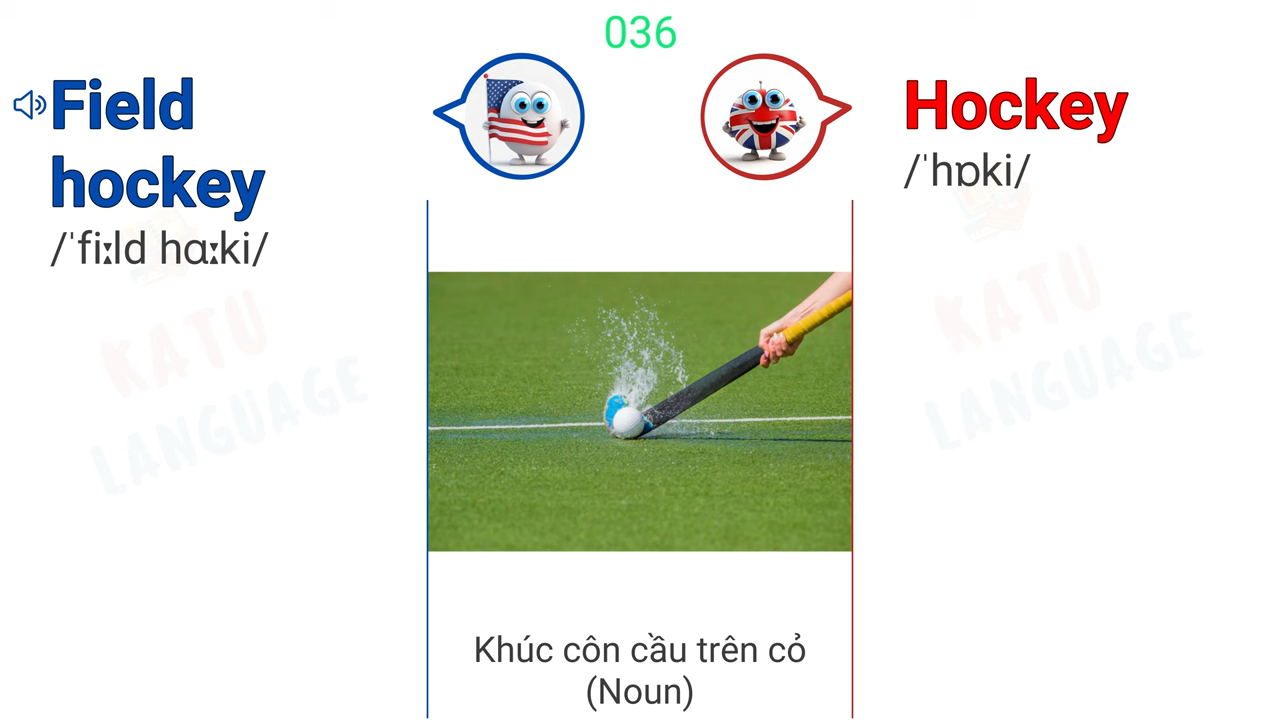 036
Field
hockey
/ˈfiːld hɑːki/
Hockey
/ˈhɒki/
KATU
LANGUAGE
KATU
LANGUAGE
Khúc côn cầu trên cỏ
(Noun)